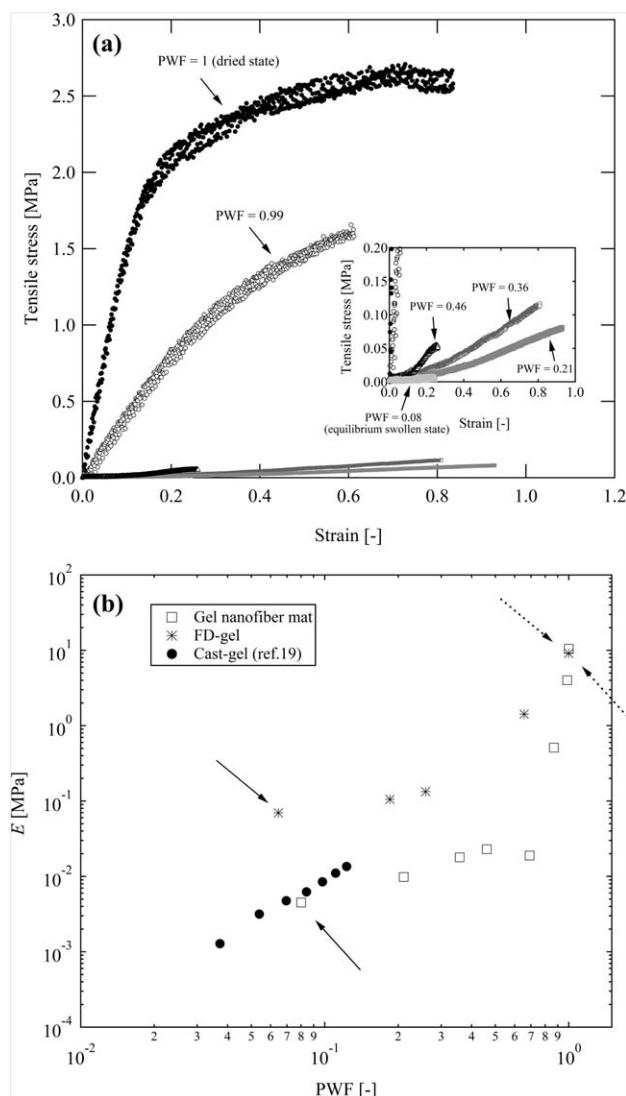 (a)
3.0
2.5
2.0
1.5
1.0
0.5
0.0
Tensile stress [MPa]
PWF = 1 (dried state)
PWF = 0.99
0.20
0.15
0.10
0.05
0.00
Tensile stress [MPa]
PWF = 0.46
PWF = 0.36
PWF = 0.21
0.0 0.2 0.4 0.6 0.8 1.0
PWF = 0.08
(equilibrium swollen state)
Strain [-]
0.0 0.2 0.4 0.6 0.8 1.0 1.2
Strain [-]
(b)
Gel nanofiber mat
FD-gel
Cast-gel (ref.19)
10²
10¹
10⁰
10⁻¹
10⁻²
10⁻³
10⁻⁴
E [MPa]
2 3 4 5 6 7 8 9 2 3 4 5 6 7 8 9
10⁻² 10⁻¹ 10⁰
PWF [-]